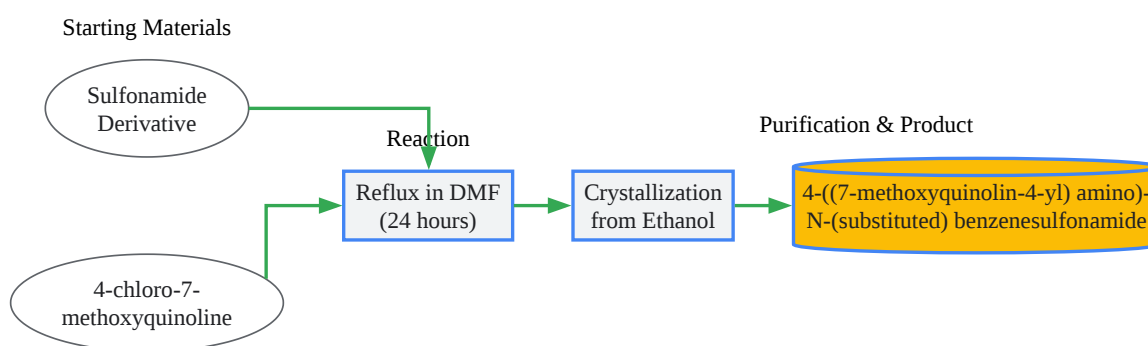 Starting Materials
Sulfonamide
Derivative
Reaction
Purification & Product
Reflux in DMF
(24 hours)
Crystallization
from Ethanol
4-((7-methoxyquinolin-4-yl) amino)-
N-(substituted) benzenesulfonamide
4-chloro-7-
methoxyquinoline